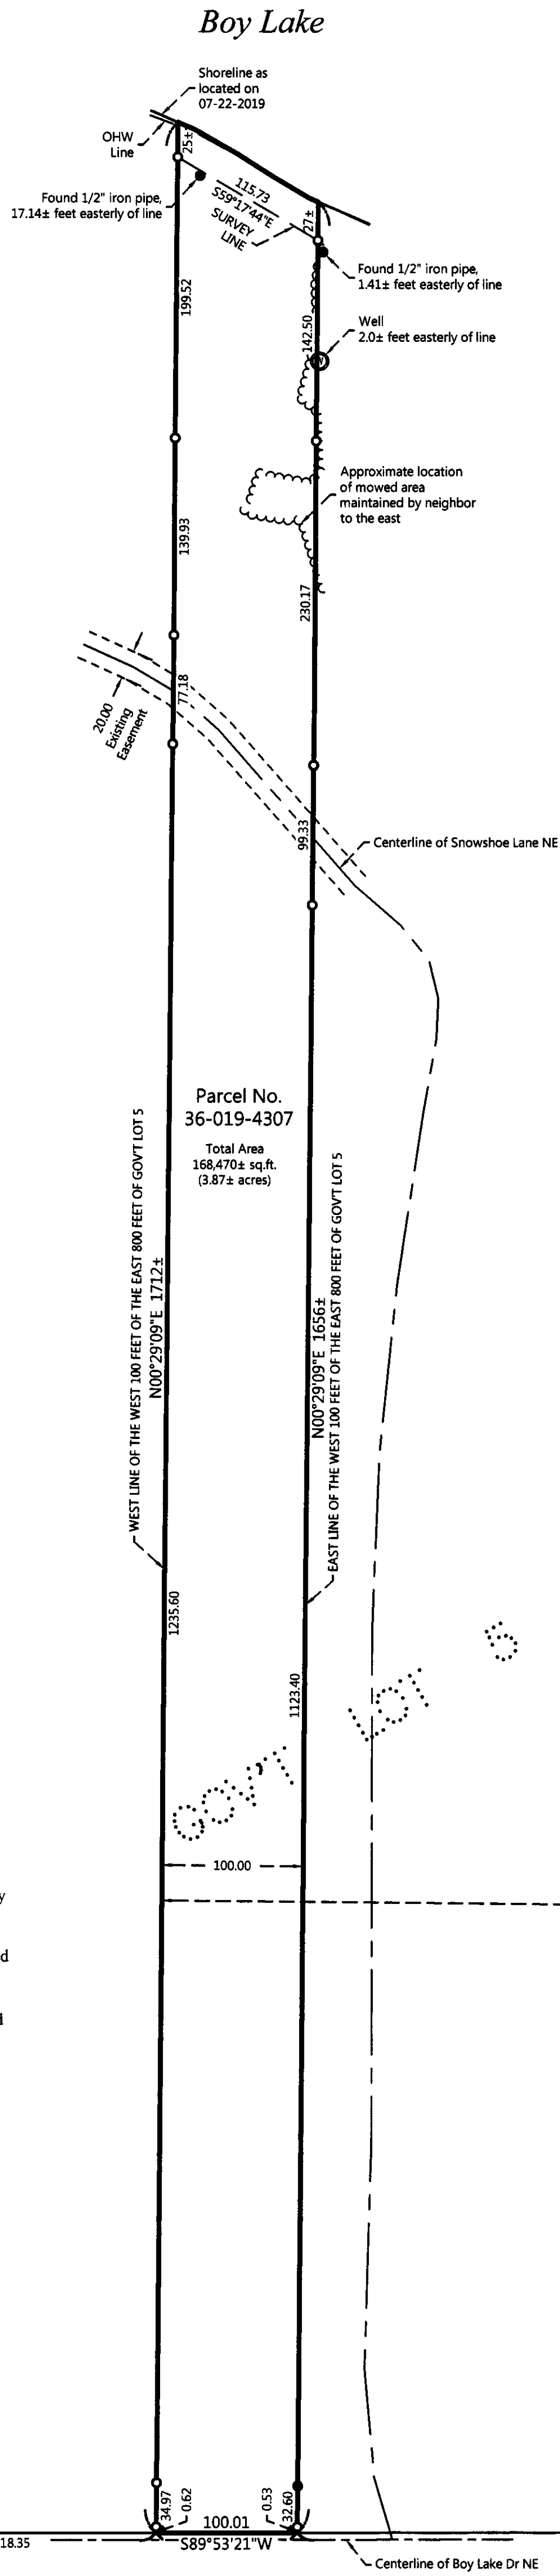 Boy Lake
Shoreline as
located on
07-22-2019
OHW
Line
25±
Found 1/2" iron pipe,
17.14± feet easterly of line
115.73
S59°17'44"E
SURVEY
LINE
27±
Found 1/2" iron pipe,
1.41± feet easterly of line
199.52
142.50
Well
2.0± feet easterly of line
W
Approximate location
of mowed area
maintained by neighbor
to the east
139.93
230.17
77.18
20.00
Existing
Easement
99.33
Centerline of Snowshoe Lane NE
Parcel No.
36-019-4307
Total Area
168,470± sq.ft.
(3.87± acres)
WEST LINE OF THE WEST 100 FEET OF THE EAST 800 FEET OF GOV'T LOT 5
N00°29'09"E 1712±
N00°29'09"E 1656±
EAST LINE OF THE WEST 100 FEET OF THE EAST 800 FEET OF GOV'T LOT 5
1235.60
1123.40
GOV'T LOT 5
100.00
y
d
34.97
0.62
0.53
32.60
100.01
S89°53'21"W
18.35
Centerline of Boy Lake Dr NE